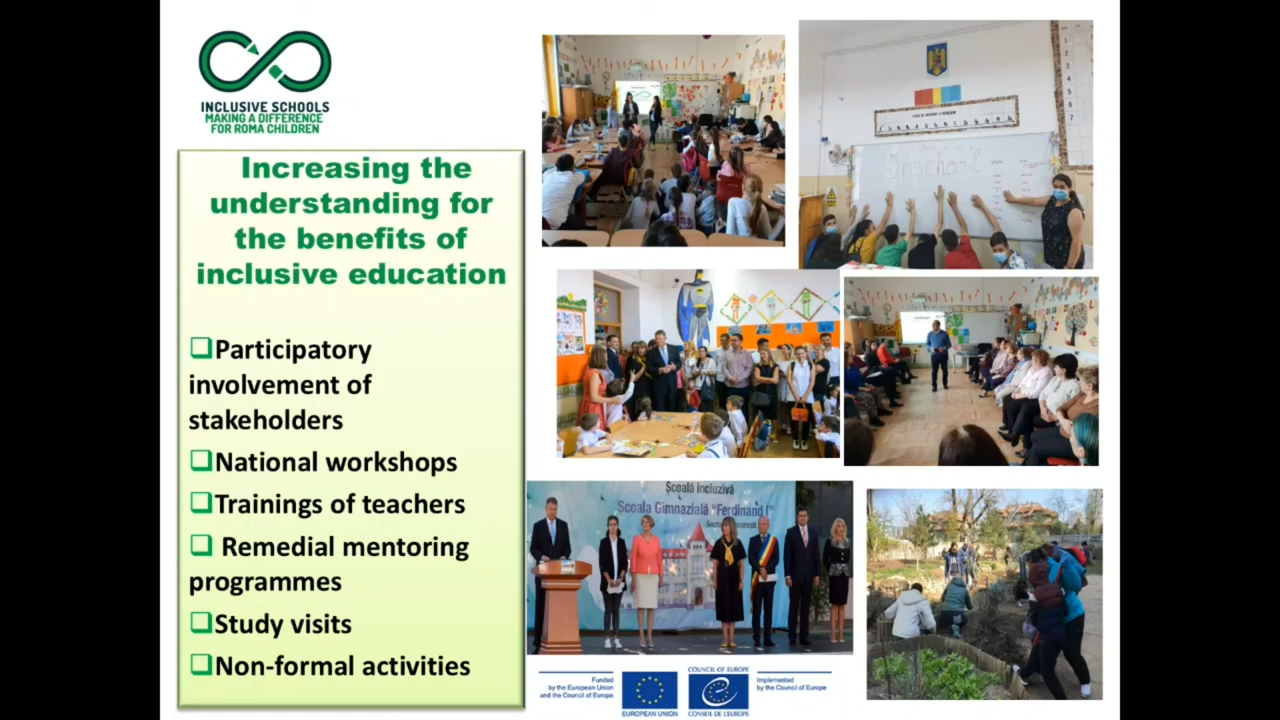 INCLUSIVE SCHOOLS
MAKING A DIFFERENCE
FOR ROMA CHILDREN
Increasing the
understanding for
the benefits of
inclusive education
Participatory
involvement of
stakeholders
National workshops
Trainings of teachers
Remedial mentoring
programmes
Study visits
Non-formal activities
Inschool
Școală incluzivă
Școala Gimnazială "Ferdinand I"
Funded
by the European Union
and the Council of Europe
EUROPEAN UNION
COUNCIL OF EUROPE
CONSEIL DE L'EUROPE
Implemented
by the Council of Europe